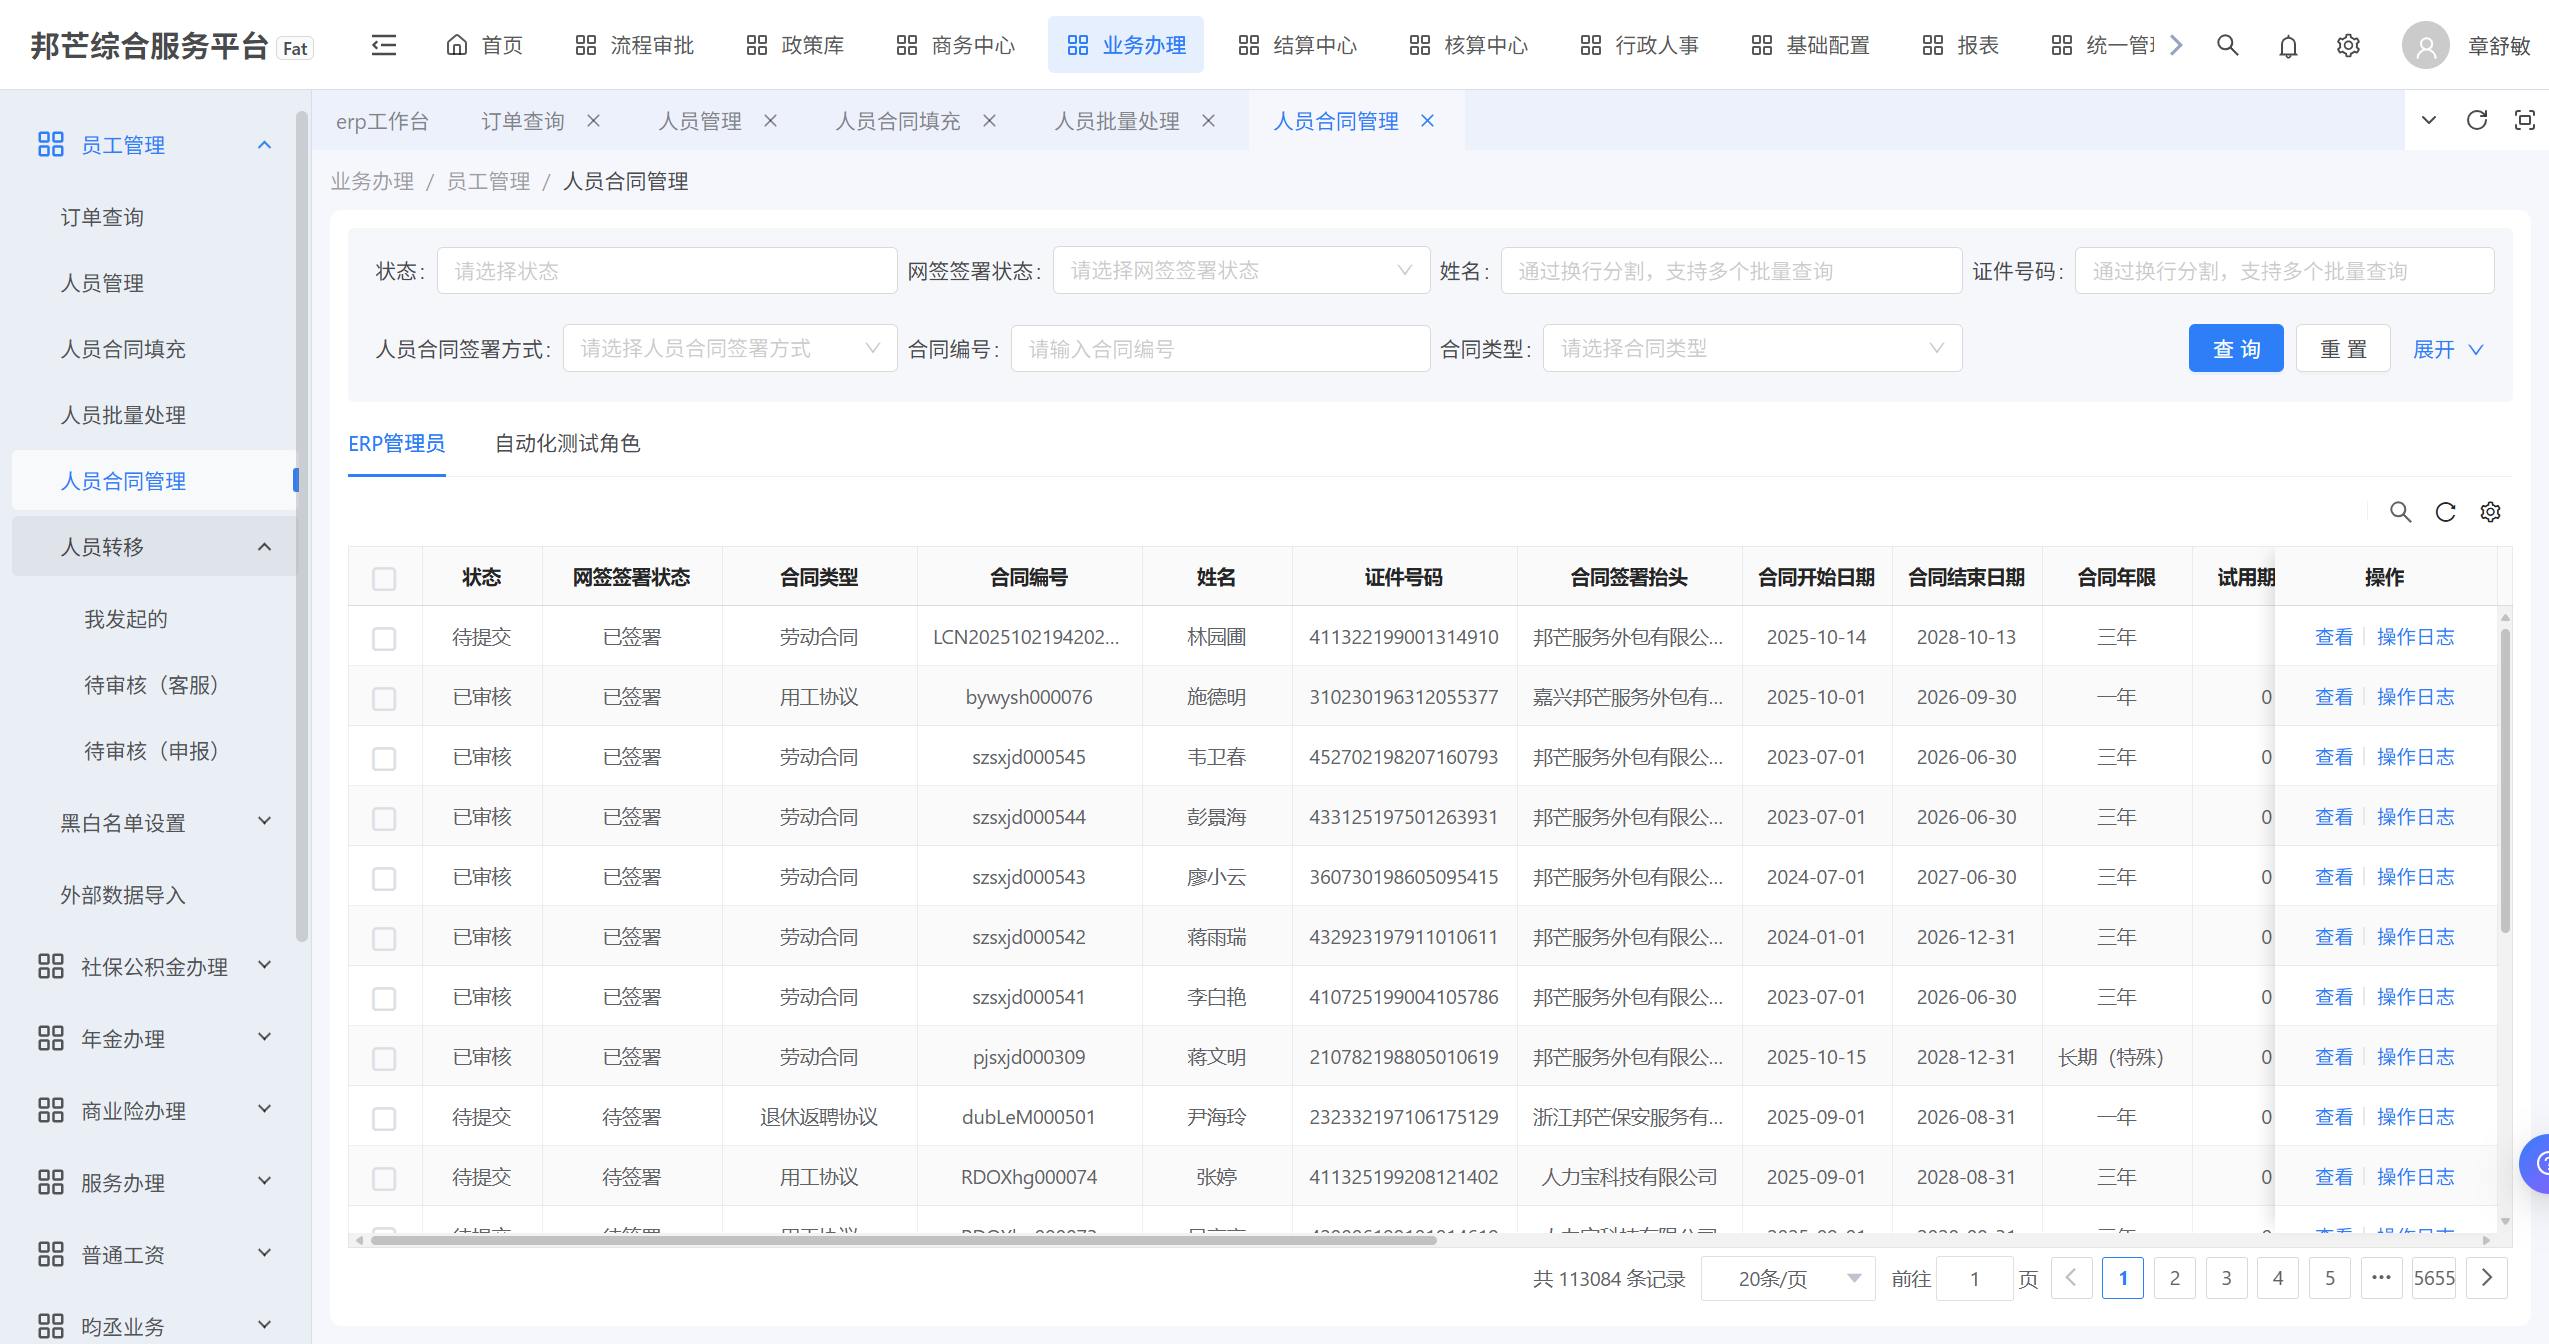 邦芒综合服务平台 Fat 首页 流程审批 政策库 商务中心 业务办理 结算中心 核算中心 行政人事 基础配置 报表 统一管 章舒敏
erp工作台 订单查询 人员管理 人员合同填充 人员批量处理 人员合同管理
业务办理 / 员工管理 / 人员合同管理
员工管理
订单查询
人员管理
人员合同填充
人员批量处理
人员合同管理
人员转移
我发起的
待审核（客服）
待审核（申报）
黑白名单设置
外部数据导入
社保公积金办理
年金办理
商业险办理
服务办理
普通工资
昀丞业务
状态: 请选择状态 网签签署状态: 请选择网签签署状态 姓名: 通过换行分割，支持多个批量查询 证件号码: 通过换行分割，支持多个批量查询
人员合同签署方式: 请选择人员合同签署方式 合同编号: 请输入合同编号 合同类型: 请选择合同类型 查 询 重 置 展开
ERP管理员 自动化测试角色
状态 网签签署状态 合同类型 合同编号 姓名 证件号码 合同签署抬头 合同开始日期 合同结束日期 合同年限 试用期 操作
待提交 已签署 劳动合同 LCN2025102194202... 林园圃 411322199001314910 邦芒服务外包有限公... 2025-10-14 2028-10-13 三年 查看 操作日志
已审核 已签署 用工协议 bywysh000076 施德明 310230196312055377 嘉兴邦芒服务外包有... 2025-10-01 2026-09-30 一年 0 查看 操作日志
已审核 已签署 劳动合同 szsxjd000545 韦卫春 452702198207160793 邦芒服务外包有限公... 2023-07-01 2026-06-30 三年 0 查看 操作日志
已审核 已签署 劳动合同 szsxjd000544 彭景海 433125197501263931 邦芒服务外包有限公... 2023-07-01 2026-06-30 三年 0 查看 操作日志
已审核 已签署 劳动合同 szsxjd000543 廖小云 360730198605095415 邦芒服务外包有限公... 2024-07-01 2027-06-30 三年 0 查看 操作日志
已审核 已签署 劳动合同 szsxjd000542 蒋雨瑞 432923197911010611 邦芒服务外包有限公... 2024-01-01 2026-12-31 三年 0 查看 操作日志
已审核 已签署 劳动合同 szsxjd000541 李白艳 410725199004105786 邦芒服务外包有限公... 2023-07-01 2026-06-30 三年 0 查看 操作日志
已审核 已签署 劳动合同 pjsxjd000309 蒋文明 210782198805010619 邦芒服务外包有限公... 2025-10-15 2028-12-31 长期（特殊） 0 查看 操作日志
待提交 待签署 退休返聘协议 dubLeM000501 尹海玲 232332197106175129 浙江邦芒保安服务有... 2025-09-01 2026-08-31 一年 0 查看 操作日志
待提交 待签署 用工协议 RDOXhg000074 张婷 411325199208121402 人力宝科技有限公司 2025-09-01 2028-08-31 三年 0 查看 操作日志
共 113084 条记录 20条/页 前往 1 页 1 2 3 4 5 ••• 5655